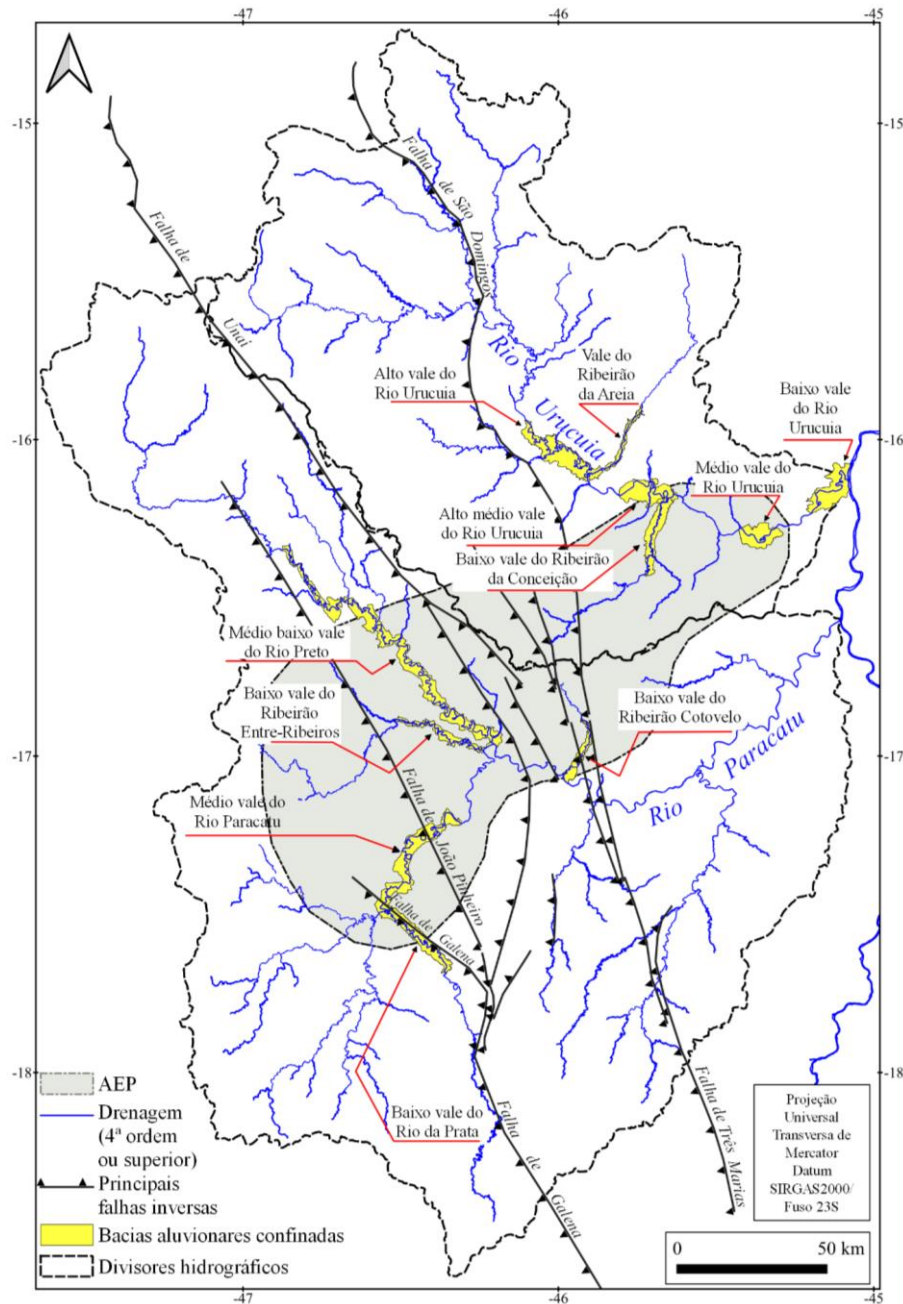 -47
-46
-45
-15
-15
Falha de São Domingos
Falha de Unaí
Rio Urucuia
Alto vale do
Rio Urucuia
Vale do
Ribeirão
da Areia
Baixo vale
do Rio
Urucuia
-16
-16
Médio vale do
Rio Urucuia
Alto médio vale
do Rio Urucuia
Baixo vale do Ribeirão
da Conceição
Médio baixo vale
do Rio Preto
Baixo vale do
Ribeirão
Entre-Ribeiros
Baixo vale do
Ribeirão Cotovelo
-17
-17
Rio Paracatu
Médio vale do
Rio Paracatu
Falha de João Pinheiro
Falha de Galena
-18
-18
Baixo vale do
Rio da Prata
Falha de Galena
Falha de Três Marias
AEP
Drenagem
(4ª ordem
ou superior)
Principais
falhas inversas
Bacias aluvionares confinadas
Divisores hidrográficos
Projeção
Universal
Transversa de
Mercator
Datum
SIRGAS2000/
Fuso 23S
0
50 km
-47
-46
-45